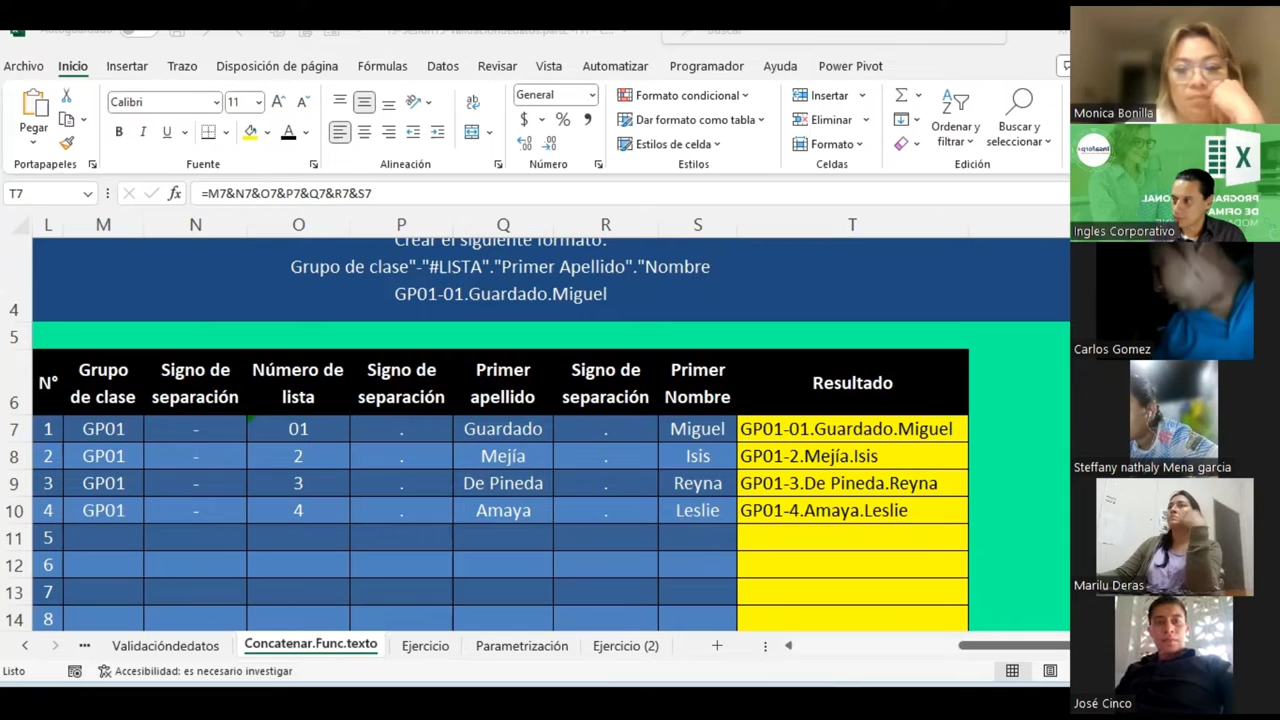 Archivo Inicio Insertar Trazo Disposición de página Fórmulas Datos Revisar Vista Automatizar Programador Ayuda Power Pivot
Pegar
Portapapeles
Calibri 11
N K S
Fuente
Alineación
General
$ % 000
Número
Formato condicional
Dar formato como tabla
Estilos de celda
Estilos
Insertar
Eliminar
Formato
Celdas
Ordenar y filtrar
Buscar y seleccionar
Edición
T7 fx =M7&N7&O7&P7&Q7&R7&S7
L M N O P Q R S T
Crear el siguiente formato:
Grupo de clase"-"#LISTA"."Primer Apellido"."Nombre
4 GP01-01.Guardado.Miguel
5
6 N° Grupo de clase Signo de separación Número de lista Signo de separación Primer apellido Signo de separación Primer Nombre Resultado
7 1 GP01 - 01 . Guardado . Miguel GP01-01.Guardado.Miguel
8 2 GP01 - 2 . Mejía . Isis GP01-2.Mejía.Isis
9 3 GP01 - 3 . De Pineda . Reyna GP01-3.De Pineda.Reyna
10 4 GP01 - 4 . Amaya . Leslie GP01-4.Amaya.Leslie
11 5
12 6
13 7
14 8
Validacióndedatos Concatenar.Func.texto Ejercicio Parametrización Ejercicio (2)
Listo Accesibilidad: es necesario investigar
Monica Bonilla
Ingles Corporativo
Carlos Gomez
Steffany nathaly Mena garcia
Marilu Deras
José Cinco